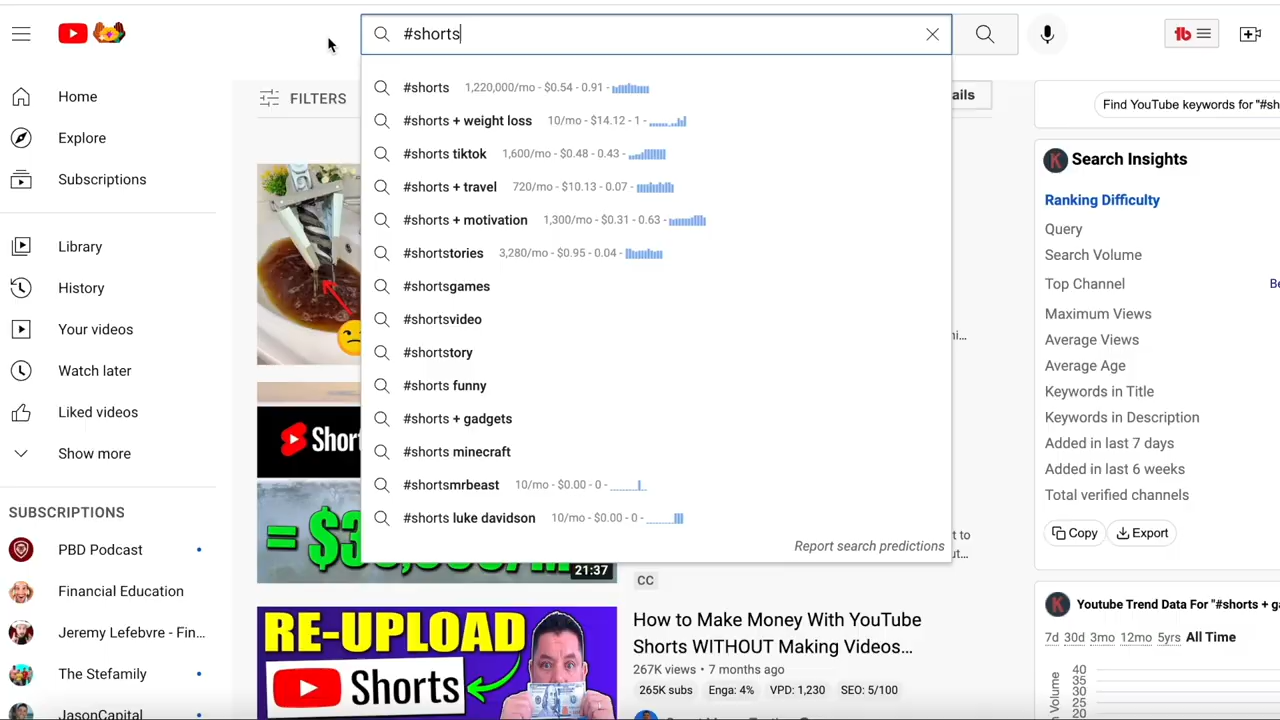 #shorts
tb
Home
Explore
Subscriptions
Library
History
Your videos
Watch later
Liked videos
Show more
SUBSCRIPTIONS
PBD Podcast
Financial Education
Jeremy Lefebvre - Fin...
The Stefamily
JasonCapital
FILTERS
#shorts 1,220,000/mo - $0.54 - 0.91 -
#shorts + weight loss 10/mo - $14.12 - 1 -
#shorts tiktok 1,600/mo - $0.48 - 0.43 -
#shorts + travel 720/mo - $10.13 - 0.07 -
#shorts + motivation 1,300/mo - $0.31 - 0.63 -
#shortstories 3,280/mo - $0.95 - 0.04 -
#shortsgames
#shortsvideo
#shortstory
#shorts funny
#shorts + gadgets
#shorts minecraft
#shortsmrbeast 10/mo - $0.00 - 0 -
#shorts luke davidson 10/mo - $0.00 - 0 -
Report search predictions
ails
Short
= $3
21:37
CC
RE-UPLOAD
Shorts
How to Make Money With YouTube
Shorts WITHOUT Making Videos...
267K views • 7 months ago
265K subs Enga: 4% VPD: 1,230 SEO: 5/100
Find YouTube keywords for "#sh
K Search Insights
Ranking Difficulty
Query
Search Volume
Top Channel Be
Maximum Views
Average Views
Average Age
Keywords in Title
Keywords in Description
Added in last 7 days
Added in last 6 weeks
Total verified channels
Copy Export
K Youtube Trend Data For "#shorts + ga
7d 30d 3mo 12mo 5yrs All Time
40
35
30
25
20
Volume